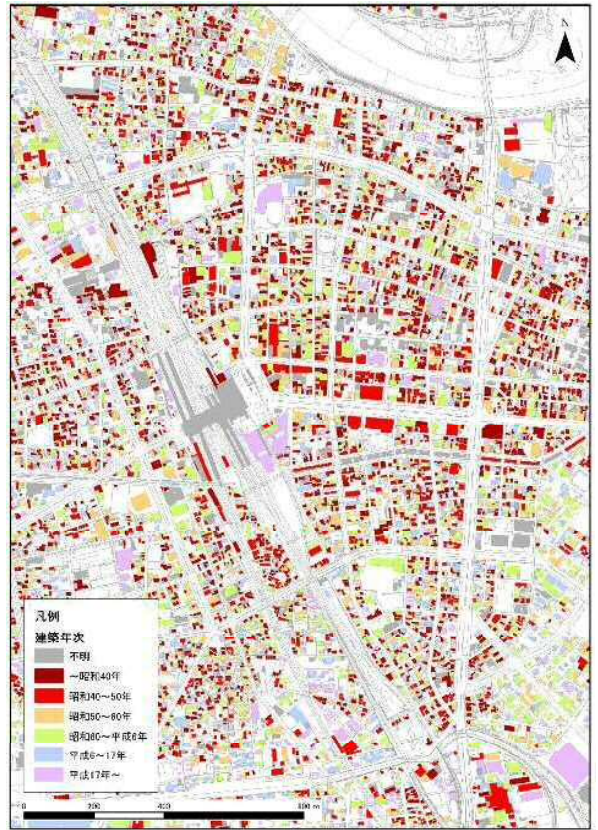 N
凡例
建築年次
不明
～昭和40年
昭和40～50年
昭和50～60年
昭和60～平成6年
平成6～17年
平成17年～
0 200 400 800 m